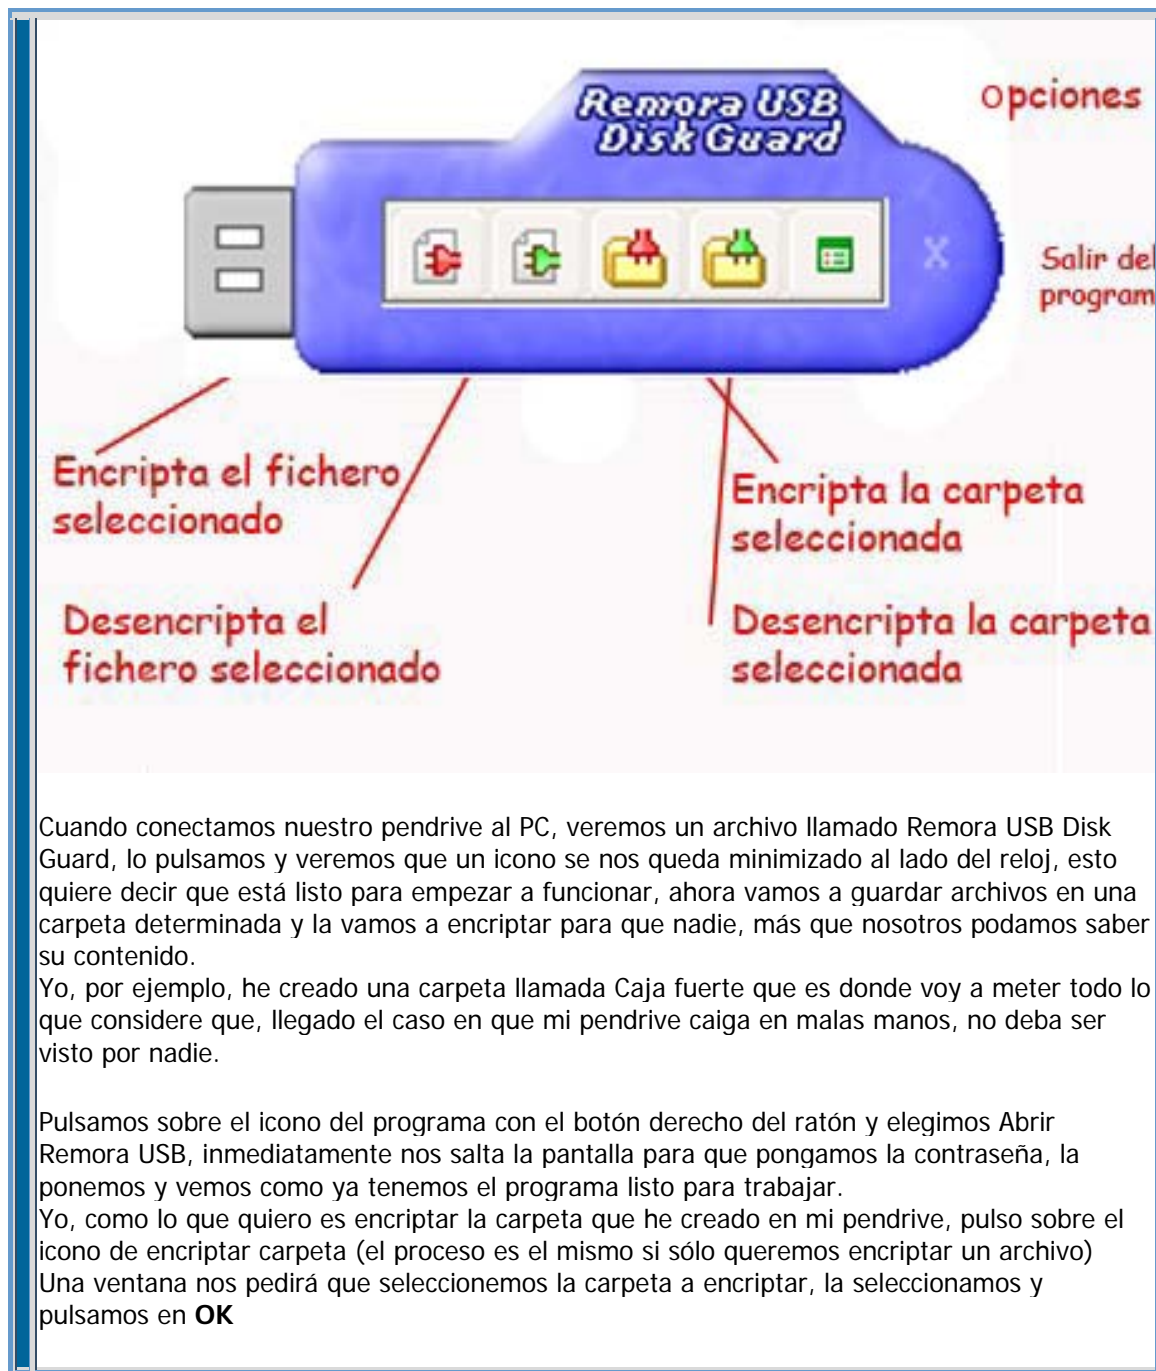 Remora USB
Disk Guard
Opciones
X
Salir del
program
Encripta el fichero
seleccionado
Encripta la carpeta
seleccionada
Desencripta el
fichero seleccionado
Desencripta la carpeta
seleccionada
Cuando conectamos nuestro pendrive al PC, veremos un archivo llamado Remora USB Disk
Guard, lo pulsamos y veremos que un icono se nos queda minimizado al lado del reloj, esto
quiere decir que está listo para empezar a funcionar, ahora vamos a guardar archivos en una
carpeta determinada y la vamos a encriptar para que nadie, más que nosotros podamos saber
su contenido.
Yo, por ejemplo, he creado una carpeta llamada Caja fuerte que es donde voy a meter todo lo
que considere que, llegado el caso en que mi pendrive caiga en malas manos, no deba ser
visto por nadie.
Pulsamos sobre el icono del programa con el botón derecho del ratón y elegimos Abrir
Remora USB, inmediatamente nos salta la pantalla para que pongamos la contraseña, la
ponemos y vemos como ya tenemos el programa listo para trabajar.
Yo, como lo que quiero es encriptar la carpeta que he creado en mi pendrive, pulso sobre el
icono de encriptar carpeta (el proceso es el mismo si sólo queremos encriptar un archivo)
Una ventana nos pedirá que seleccionemos la carpeta a encriptar, la seleccionamos y
pulsamos en OK